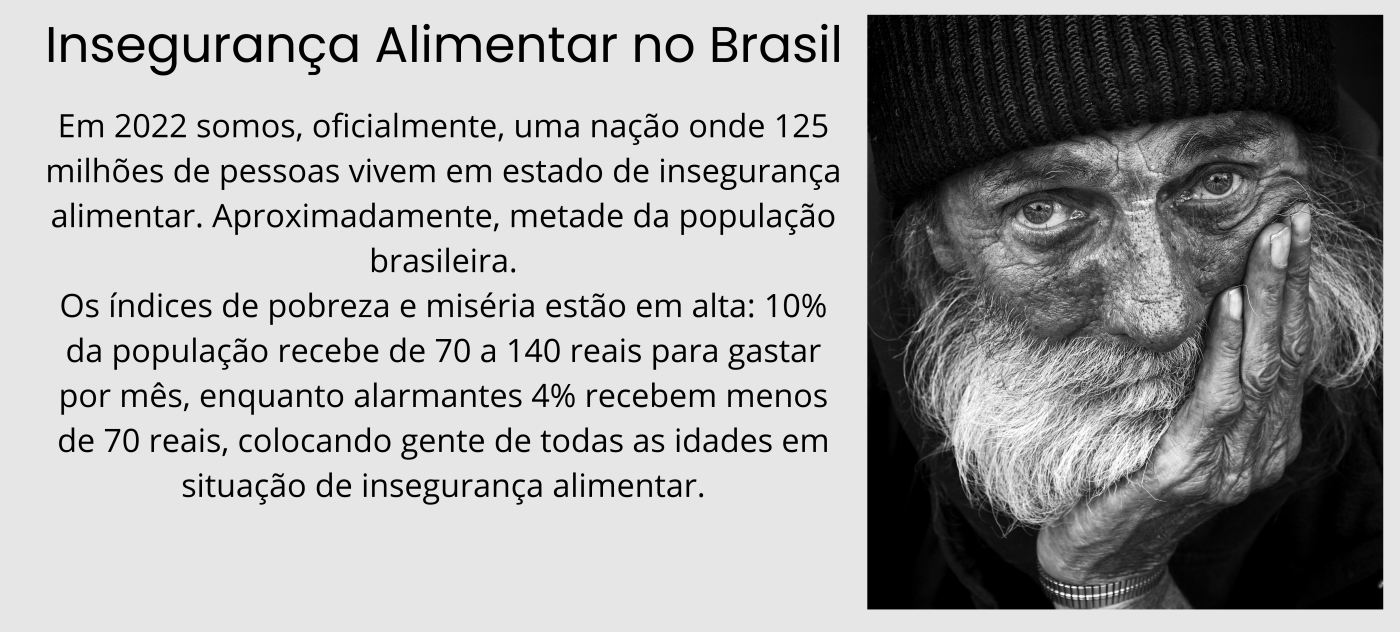 Insegurança Alimentar no Brasil
Em 2022 somos, oficialmente, uma nação onde 125
milhões de pessoas vivem em estado de insegurança
alimentar. Aproximadamente, metade da população
brasileira.
Os índices de pobreza e miséria estão em alta: 10%
da população recebe de 70 a 140 reais para gastar
por mês, enquanto alarmantes 4% recebem menos
de 70 reais, colocando gente de todas as idades em
situação de insegurança alimentar.